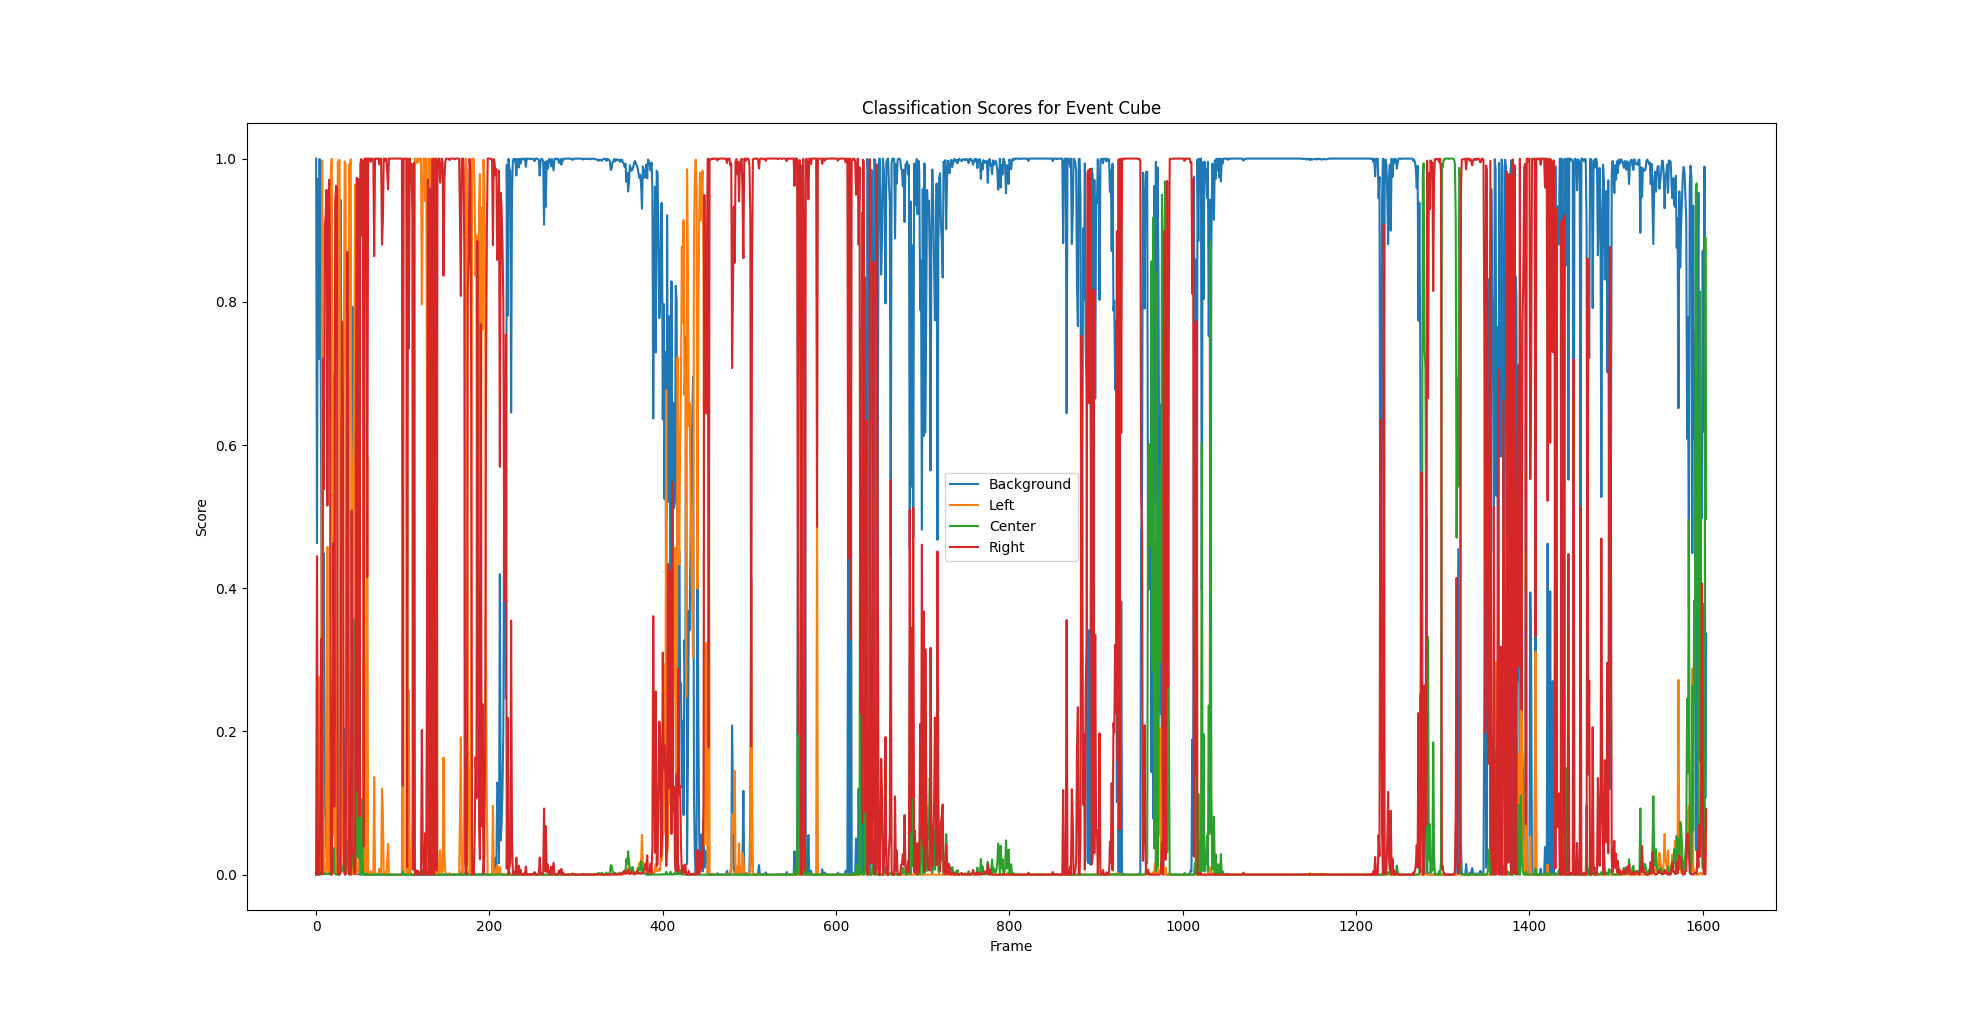 Classification Scores for Event Cube
1.0
0.8
0.6
0.4
0.2
0.0
Score
Background
Left
Center
Right
0 200 400 600 800 1000 1200 1400 1600
Frame